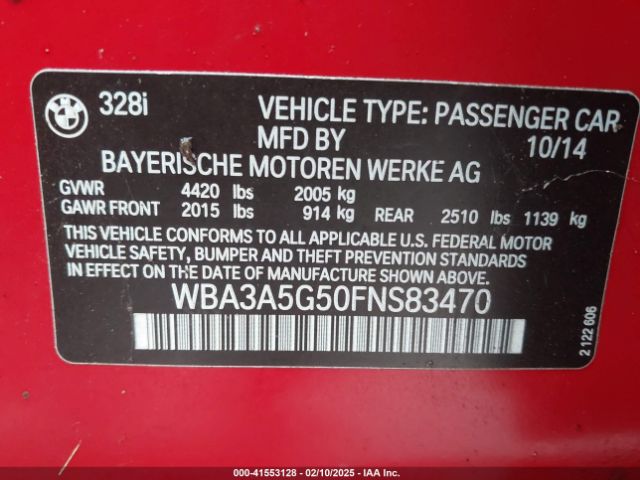 BMW
328i
VEHICLE TYPE: PASSENGER CAR
MFD BY 10/14
BAYERISCHE MOTOREN WERKE AG
GVWR 4420 lbs 2005 kg
GAWR FRONT 2015 lbs 914 kg REAR 2510 lbs 1139 kg
THIS VEHICLE CONFORMS TO ALL APPLICABLE U.S. FEDERAL MOTOR
VEHICLE SAFETY, BUMPER AND THEFT PREVENTION STANDARDS
IN EFFECT ON THE DATE OF MANUFACTURE SHOWN ABOVE.
WBA3A5G50FNS83470
2 122 606
000-41553128 - 02/10/2025 - IAA Inc.